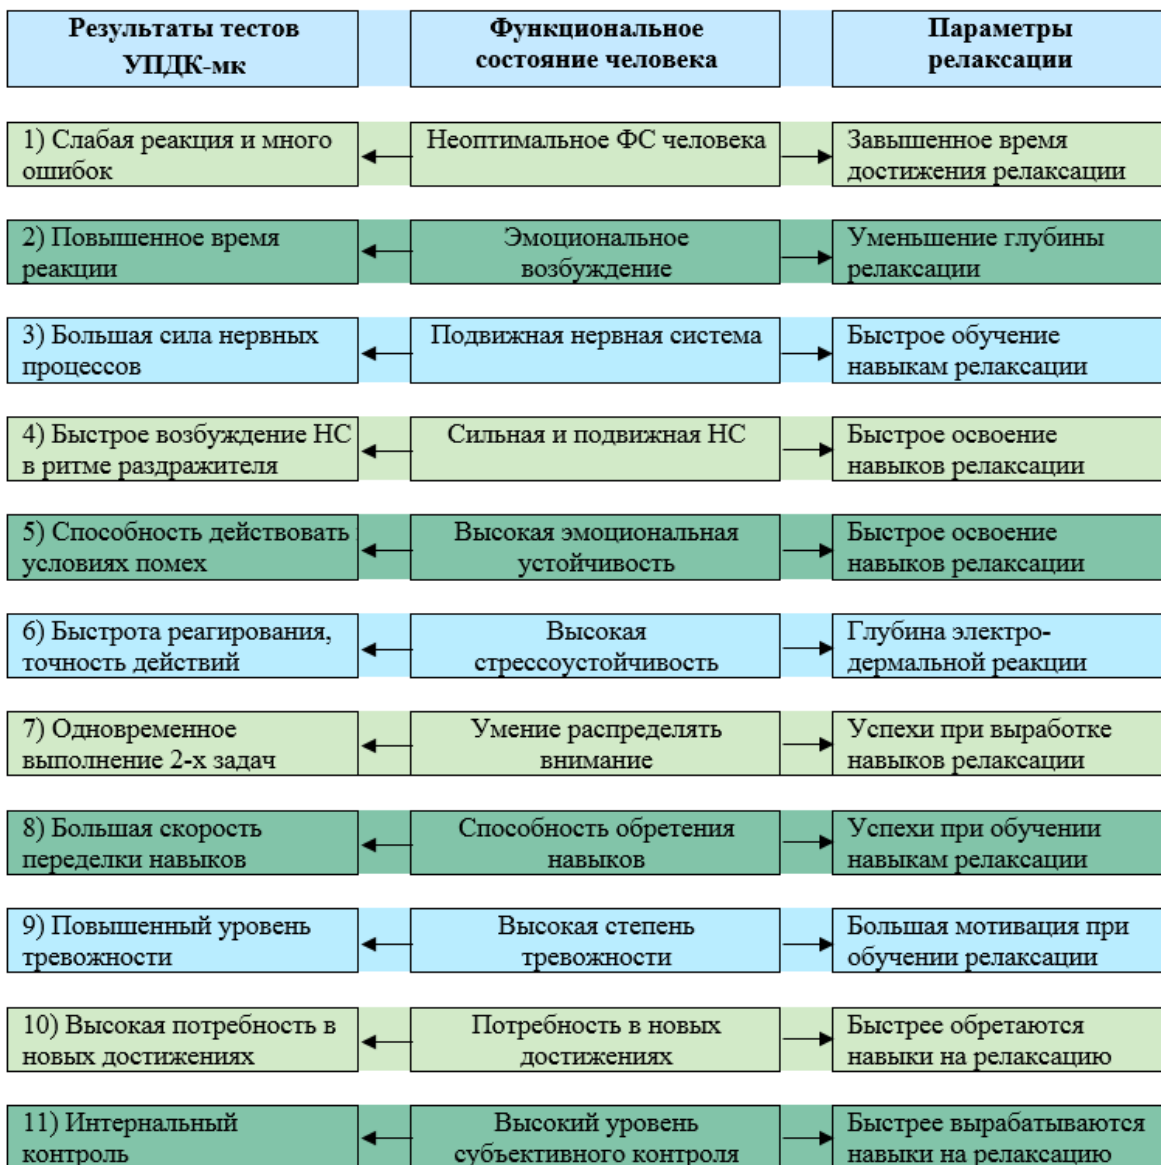 Результаты тестов
УПДК-мк
Функциональное
состояние человека
Параметры
релаксации
1) Слабая реакция и много
ошибок
Неоптимальное ФС человека
Завышенное время
достижения релаксации
2) Повышенное время
реакции
Эмоциональное
возбуждение
Уменьшение глубины
релаксации
3) Большая сила нервных
процессов
Подвижная нервная система
Быстрое обучение
навыкам релаксации
4) Быстрое возбуждение НС
в ритме раздражителя
Сильная и подвижная НС
Быстрое освоение
навыков релаксации
5) Способность действовать
условиях помех
Высокая эмоциональная
устойчивость
Быстрое освоение
навыков релаксации
6) Быстрота реагирования,
точность действий
Высокая
стрессоустойчивость
Глубина электро-
дермальной реакции
7) Одновременное
выполнение 2-х задач
Умение распределять
внимание
Успехи при выработке
навыков релаксации
8) Большая скорость
переделки навыков
Способность обретения
навыков
Успехи при обучении
навыкам релаксации
9) Повышенный уровень
тревожности
Высокая степень
тревожности
Большая мотивация при
обучении релаксации
10) Высокая потребность в
новых достижениях
Потребность в новых
достижениях
Быстрее обретаются
навыки на релаксацию
11) Интернальный
контроль
Высокий уровень
субъективного контроля
Быстрее вырабатываются
навыки на релаксацию